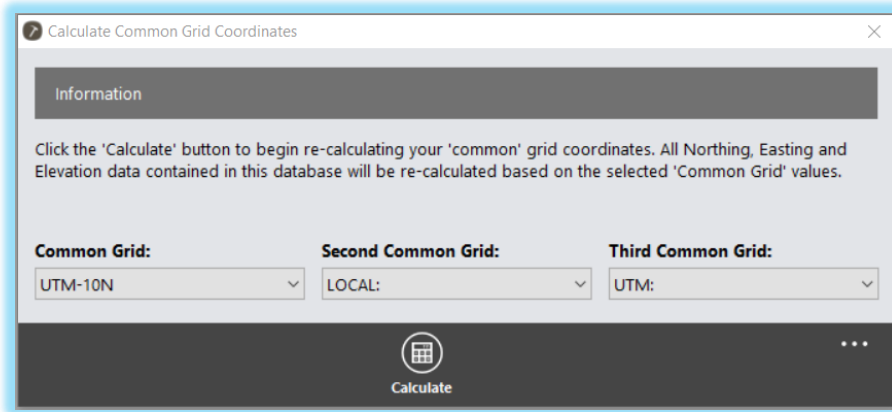 Calculate Common Grid Coordinates
Information
Click the 'Calculate' button to begin re-calculating your 'common' grid coordinates. All Northing, Easting and
Elevation data contained in this database will be re-calculated based on the selected 'Common Grid' values.
Common Grid: Second Common Grid: Third Common Grid:
UTM-10N LOCAL: UTM:
Calculate